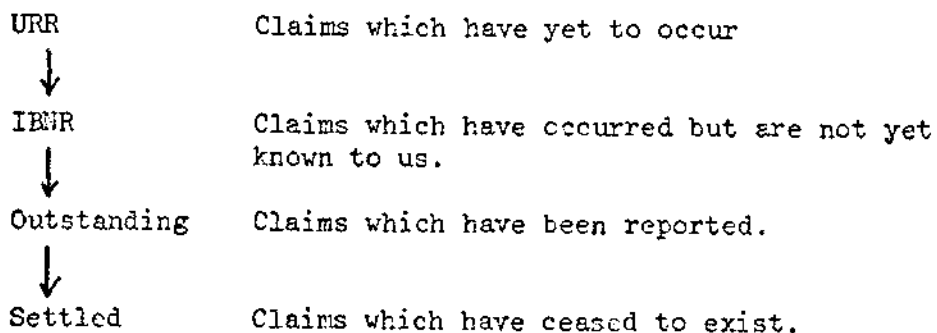 URR Claims which have yet to occur
IBNR Claims which have occurred but are not yet
known to us.
Outstanding Claims which have been reported.
Settled Claims which have ceased to exist.